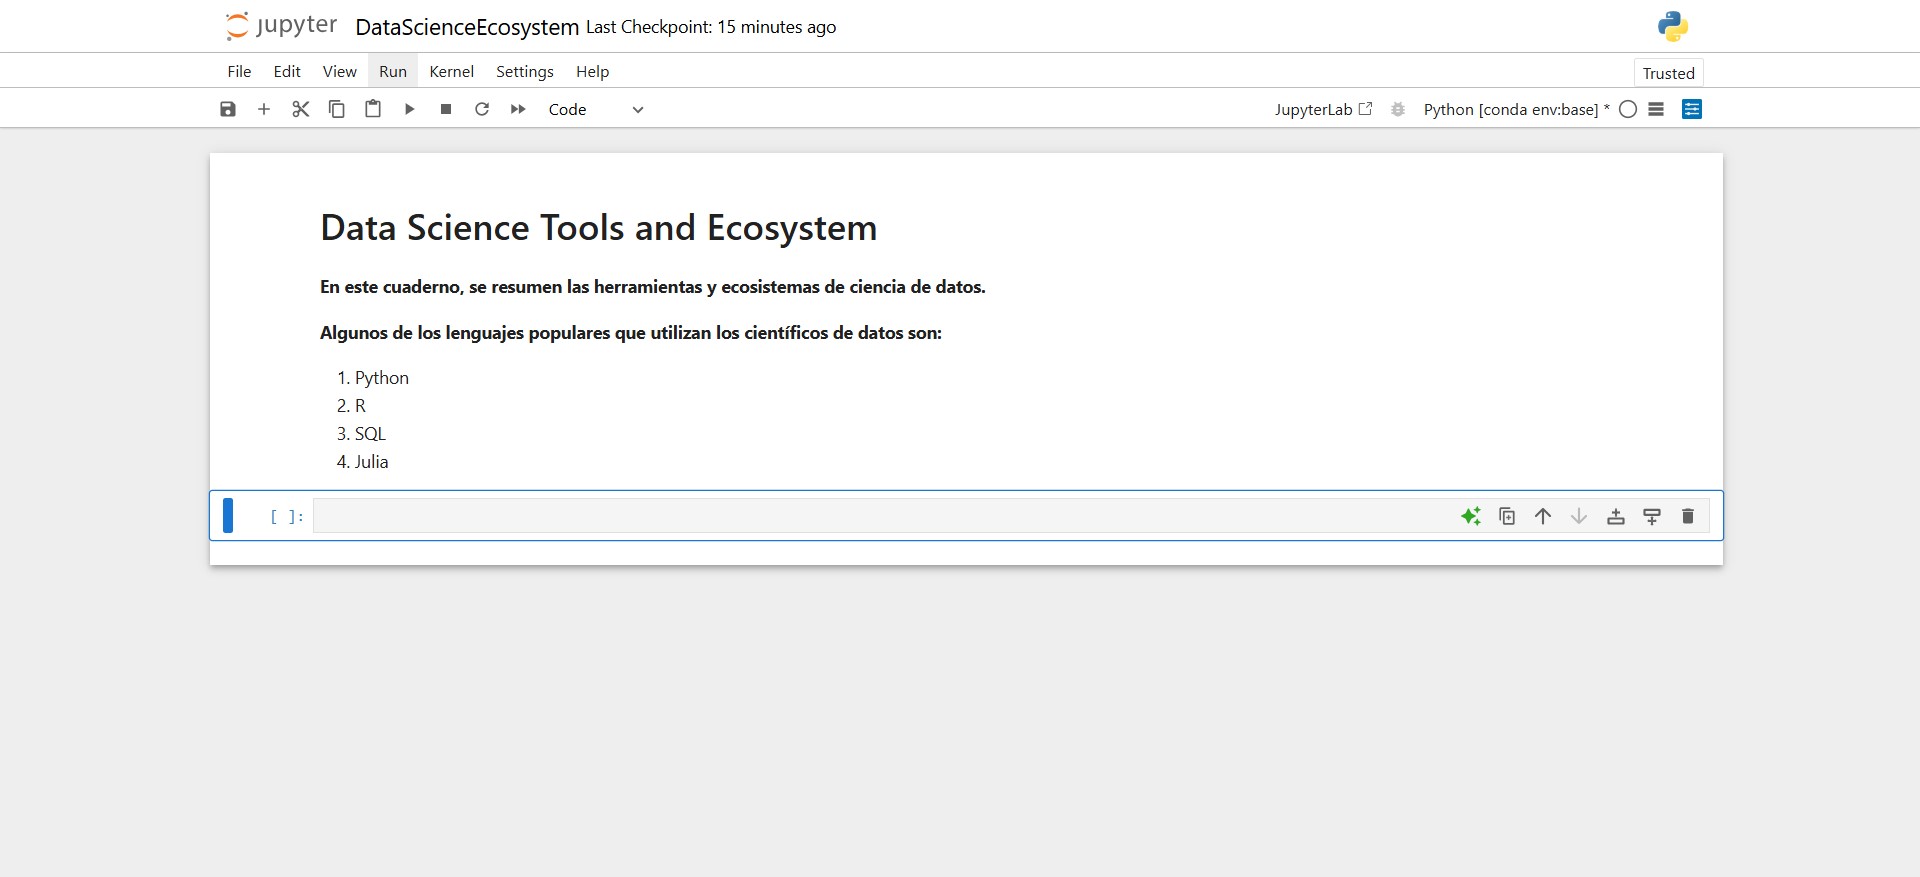 jupyter DataScienceEcosystem Last Checkpoint: 15 minutes ago
File Edit View Run Kernel Settings Help
Trusted
Code
JupyterLab Python [conda env:base] *
Data Science Tools and Ecosystem
En este cuaderno, se resumen las herramientas y ecosistemas de ciencia de datos.
Algunos de los lenguajes populares que utilizan los científicos de datos son:
1. Python
2. R
3. SQL
4. Julia
[ ]: